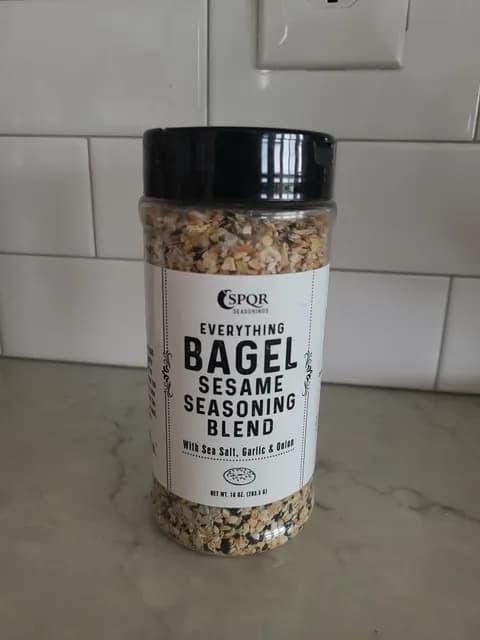 SPQR
SEASONINGS
EVERYTHING
BAGEL
SESAME
SEASONING
BLEND
With Sea Salt, Garlic & Onion
NET WT. 10 OZ. (283.5 G)